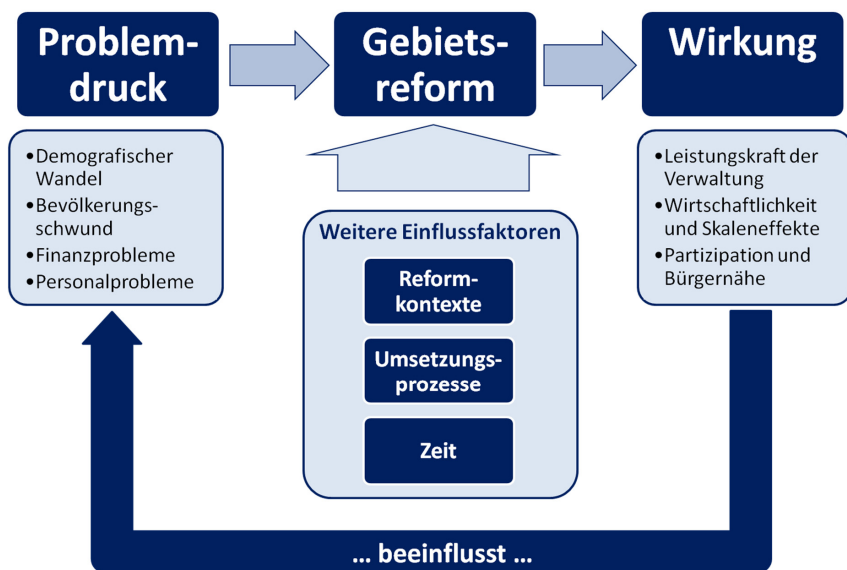 Problem-
druck
Gebiets-
reform
Wirkung
•Demografischer
Wandel
•Bevölkerungs-
schwund
•Finanzprobleme
•Personalprobleme
Weitere Einflussfaktoren
Reform-
kontexte
Umsetzungs-
prozesse
Zeit
•Leistungskraft der
Verwaltung
•Wirtschaftlichkeit
und Skaleneffekte
•Partizipation und
Bürgernähe
... beeinflusst ...